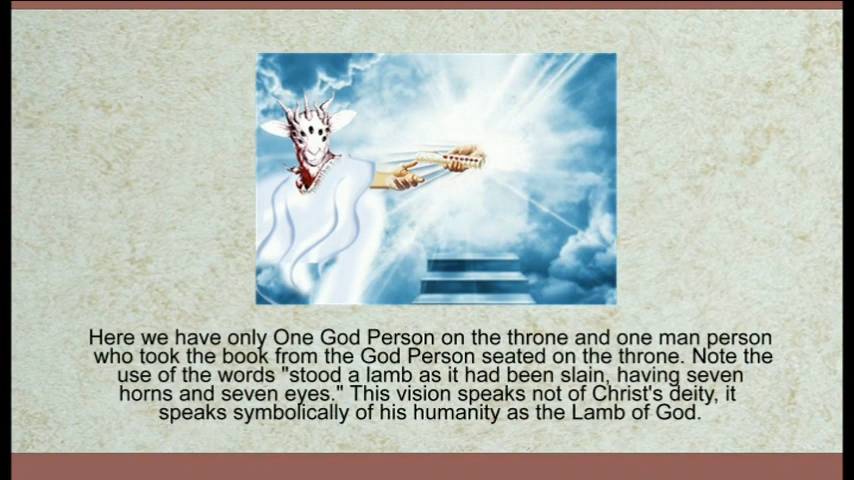 Here we have only One God Person on the throne and one man person
who took the book from the God Person seated on the throne. Note the
use of the words "stood a lamb as it had been slain, having seven
horns and seven eyes." This vision speaks not of Christ's deity, it
speaks symbolically of his humanity as the Lamb of God.